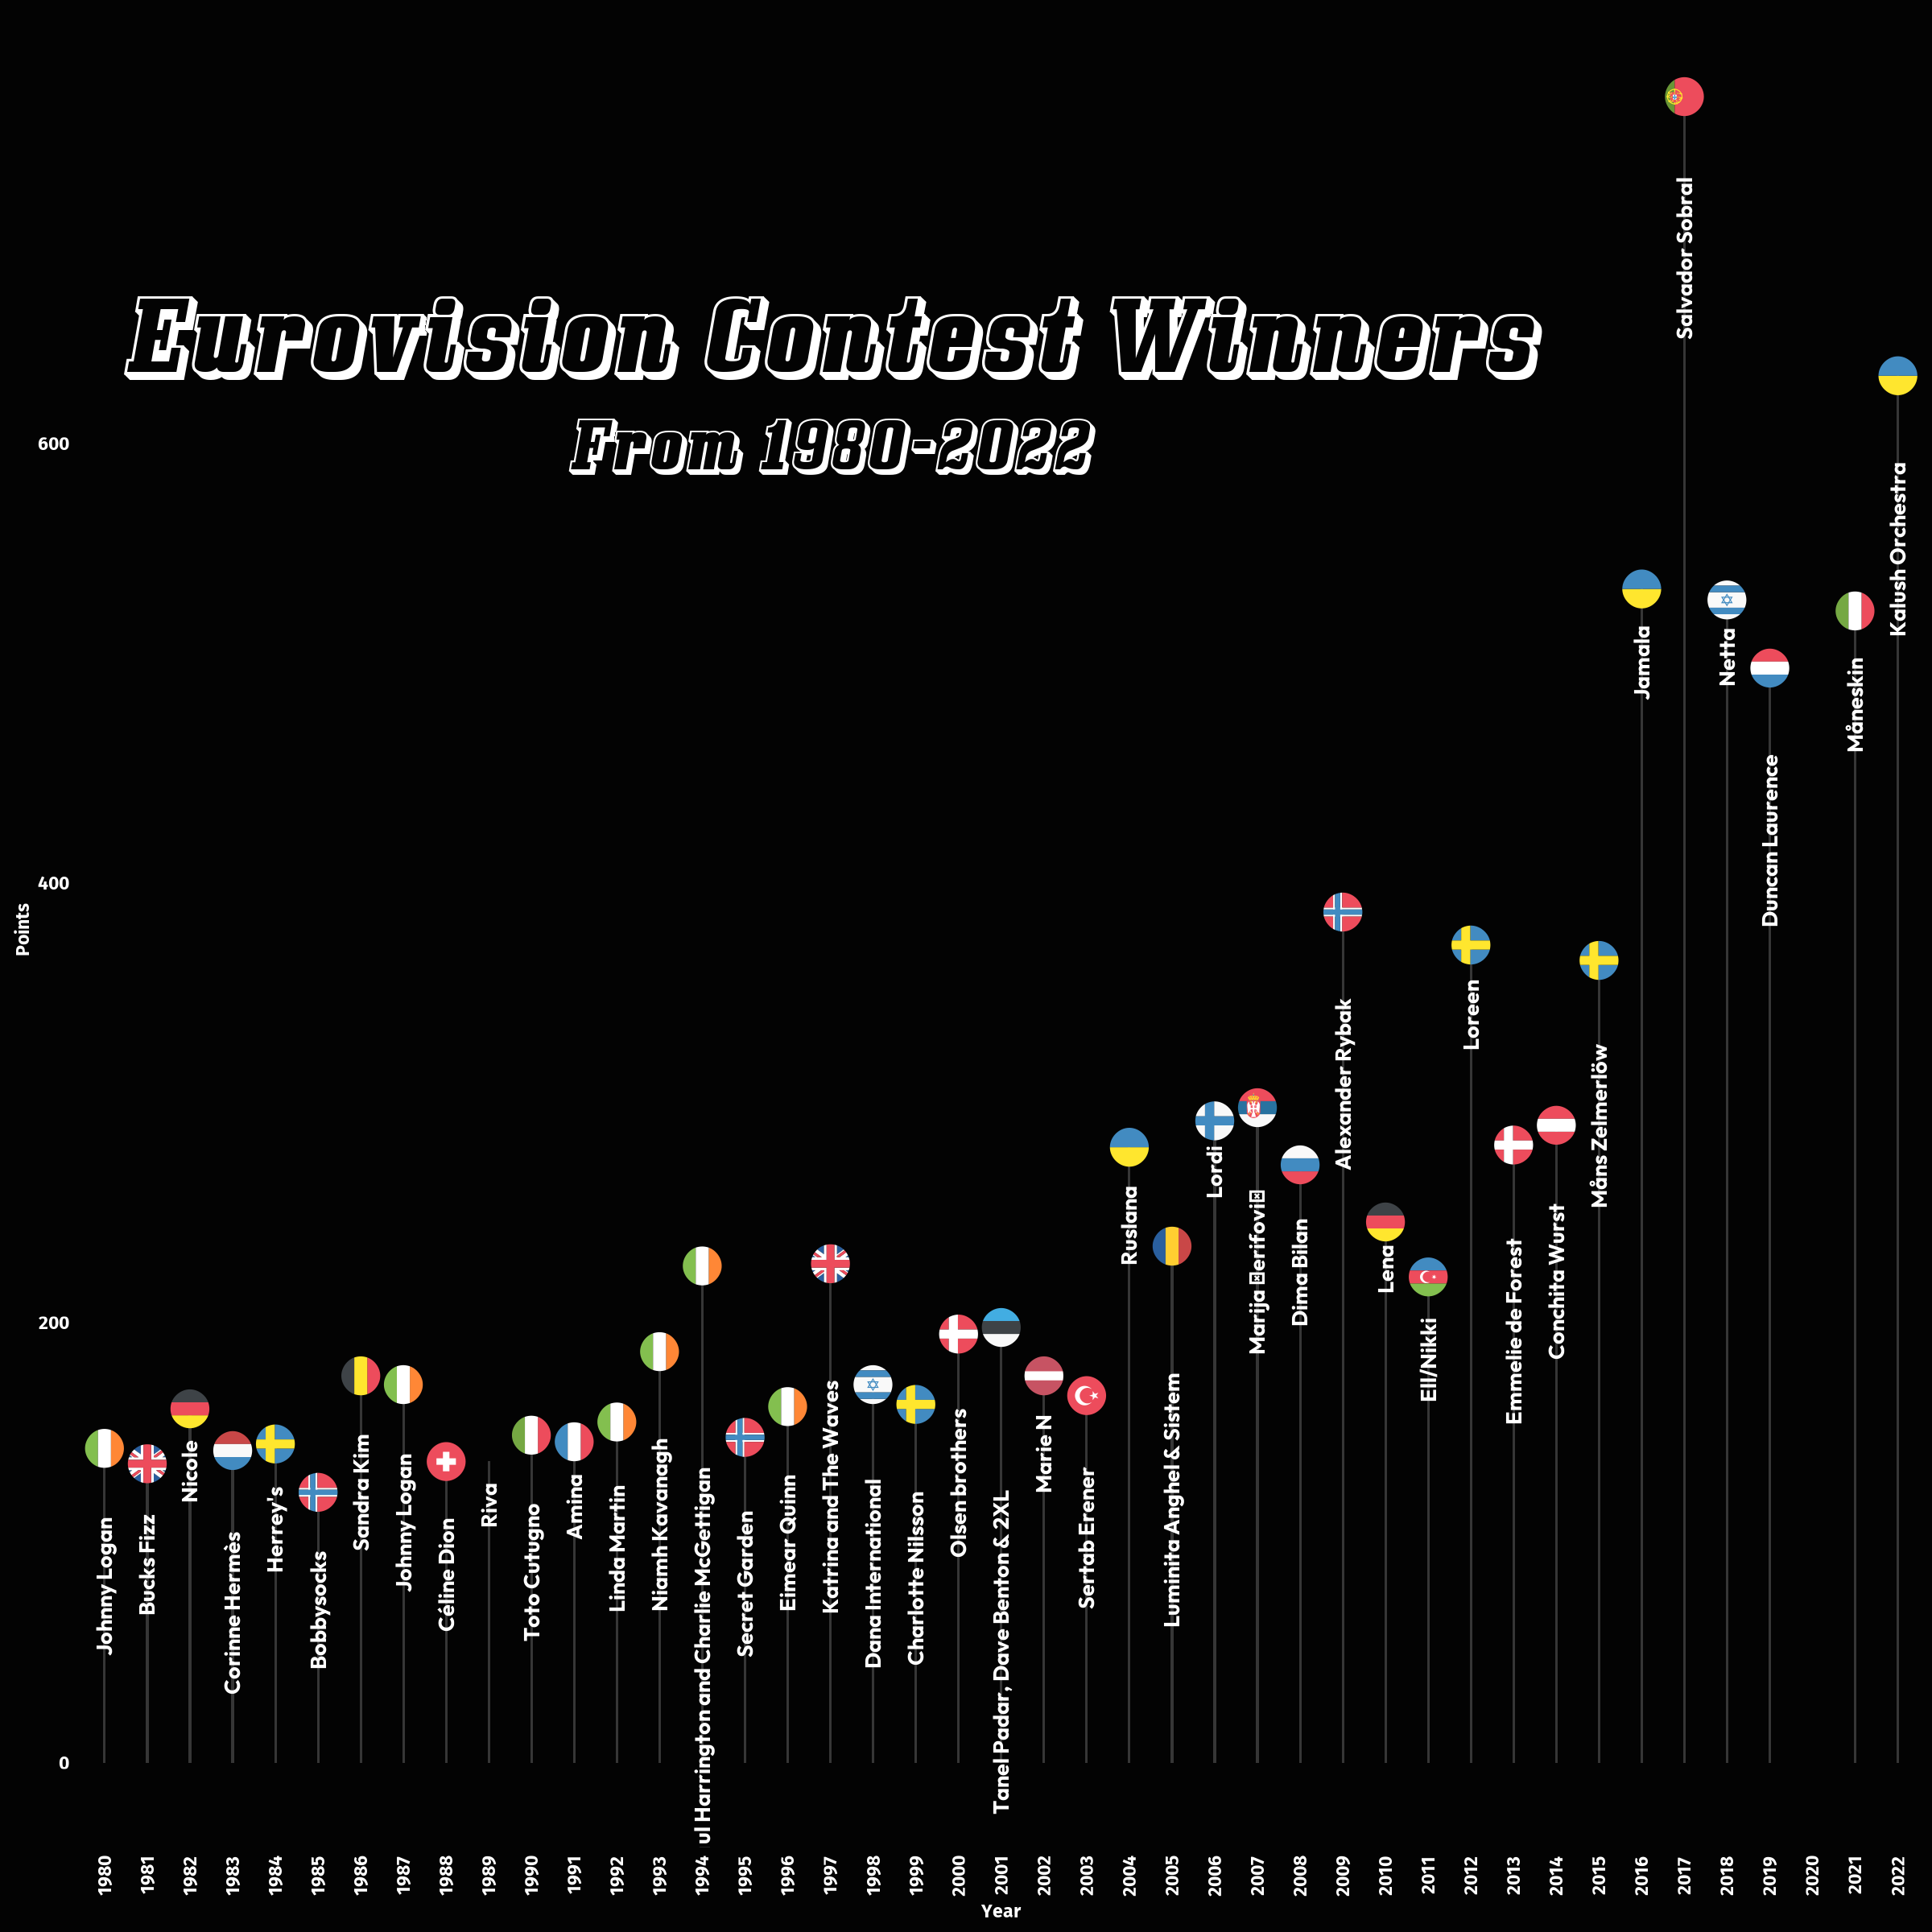 Eurovision Contest Winners
From 1980-2022
Points
600
400
200
0
Johnny Logan
Bucks Fizz
Nicole
Corinne Hermès
Herrey's
Bobbysocks
Sandra Kim
Johnny Logan
Céline Dion
Riva
Toto Cutugno
Amina
Linda Martin
Niamh Kavanagh
ul Harrington and Charlie McGettigan
Secret Garden
Eimear Quinn
Katrina and The Waves
Dana International
Charlotte Nilsson
Olsen brothers
Tanel Padar, Dave Benton & 2XL
Marie N
Sertab Erener
Ruslana
Luminita Anghel & Sistem
Lordi
Marija □erifovi□
Dima Bilan
Alexander Rybak
Lena
Ell/Nikki
Loreen
Emmelie de Forest
Conchita Wurst
Måns Zelmerlöw
Jamala
Salvador Sobral
Netta
Duncan Laurence
Måneskin
Kalush Orchestra
1980 1981 1982 1983 1984 1985 1986 1987 1988 1989 1990 1991 1992 1993 1994 1995 1996 1997 1998 1999 2000 2001 2002 2003 2004 2005 2006 2007 2008 2009 2010 2011 2012 2013 2014 2015 2016 2017 2018 2019 2020 2021 2022
Year